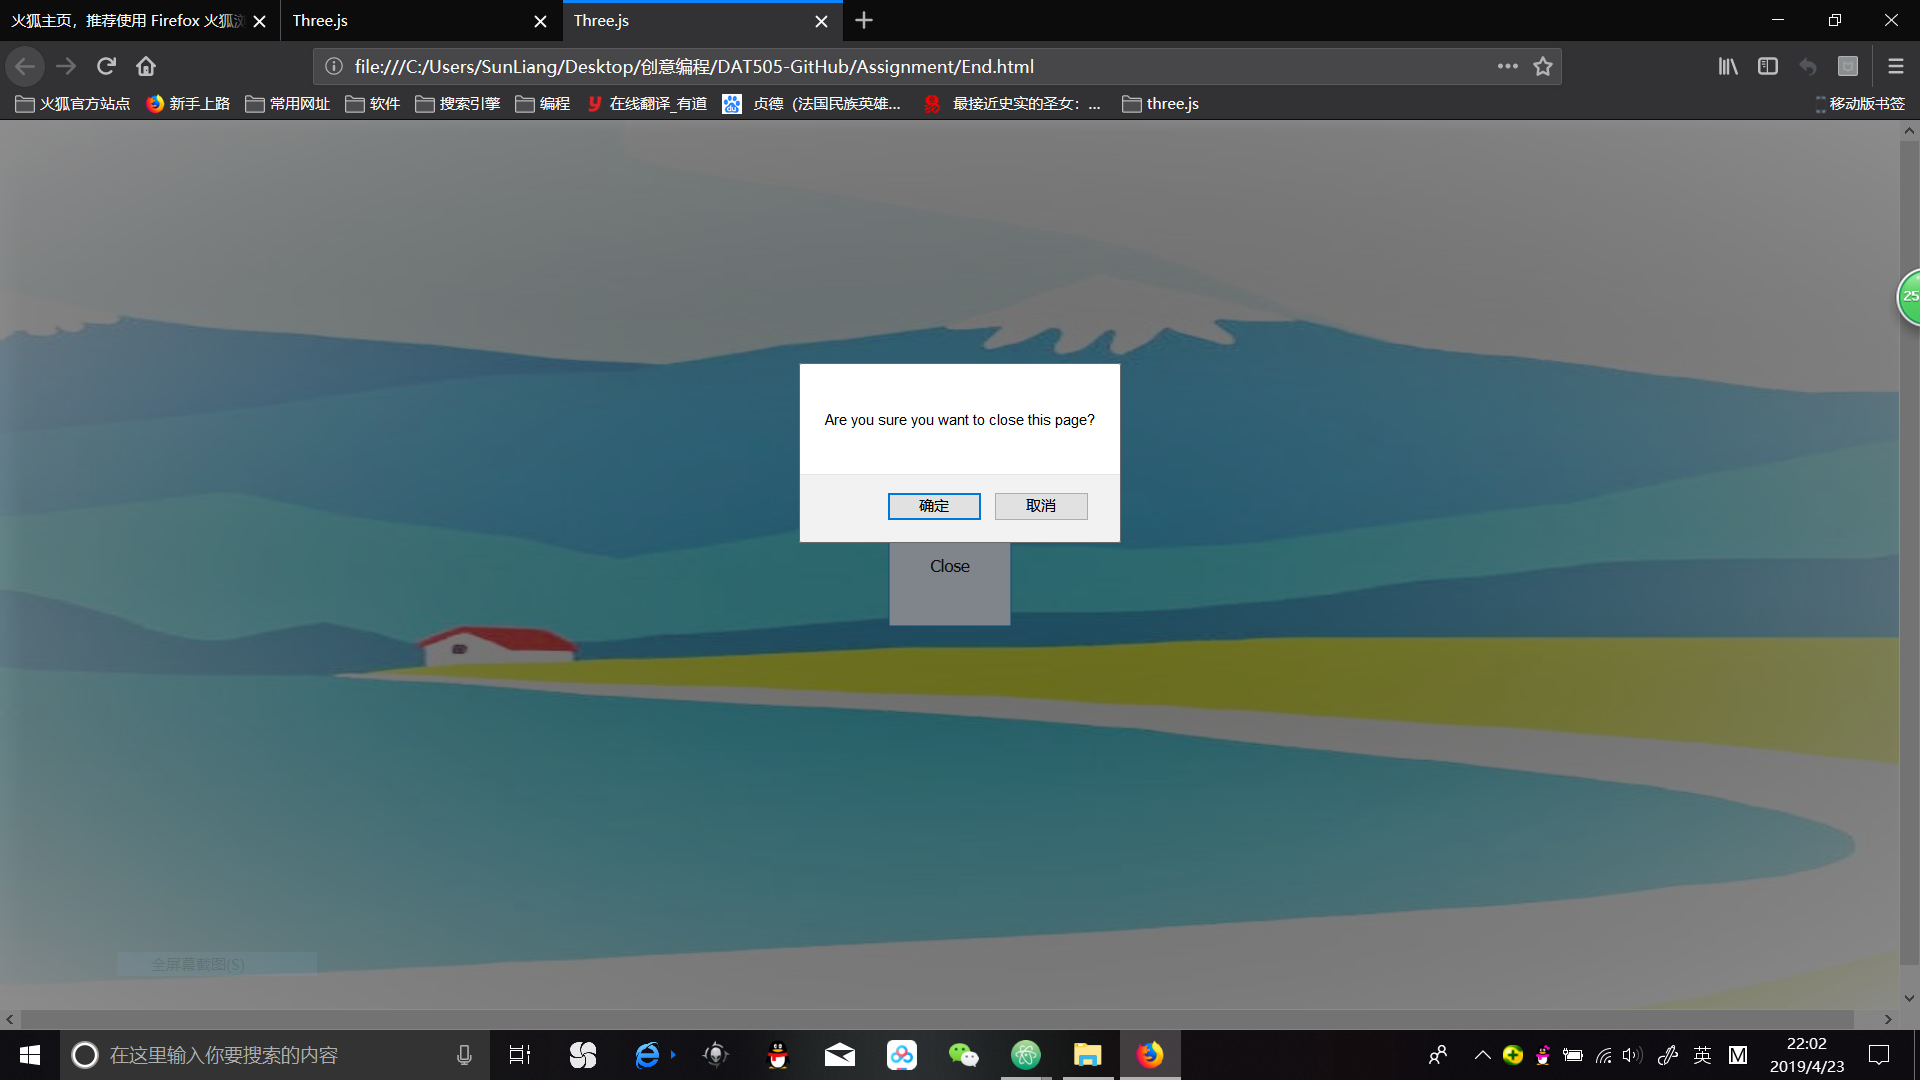 火狐主页，推荐使用 Firefox 火狐浏
Three.js
Three.js
file:///C:/Users/SunLiang/Desktop/创意编程/DAT505-GitHub/Assignment/End.html
火狐官方站点 新手上路 常用网址 软件 搜索引擎 编程 在线翻译_有道 贞德（法国民族英雄... 最接近史实的圣女：... three.js 移动版书签
25
Are you sure you want to close this page?
确定 取消
Close
全屏幕截图(S)
在这里输入你要搜索的内容
英 M
22:02
2019/4/23